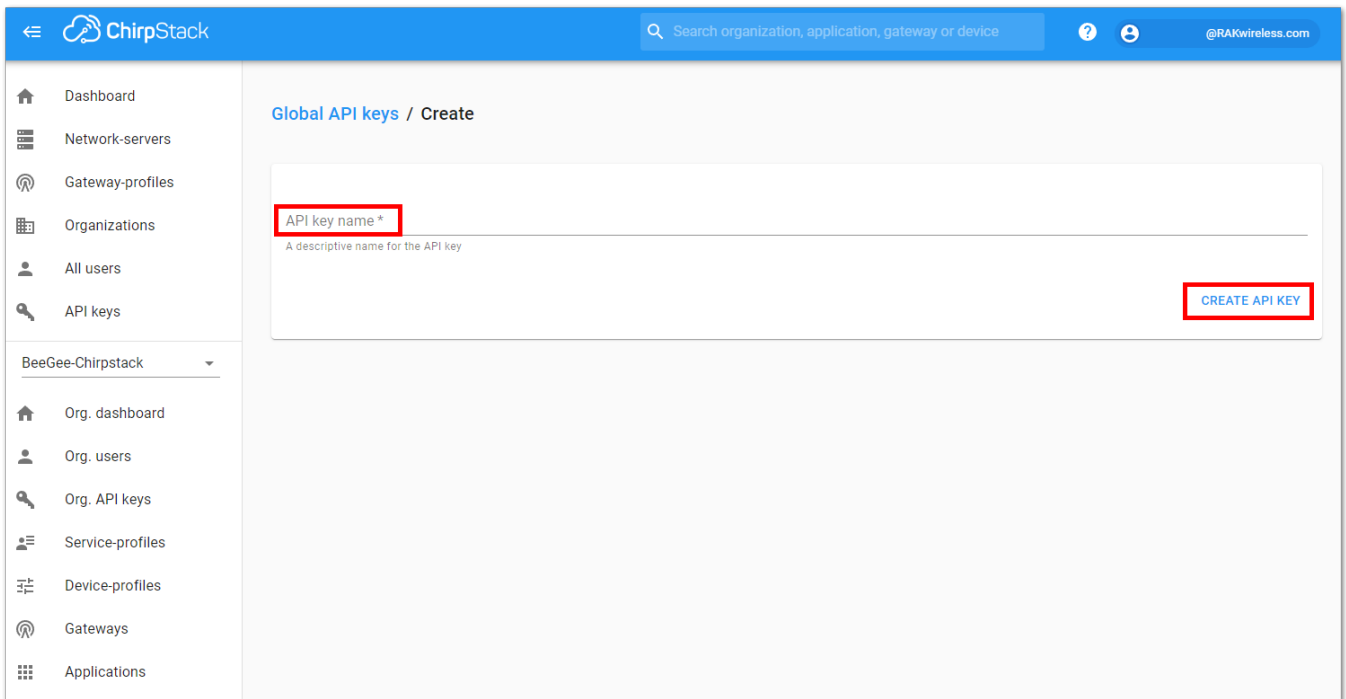 ChirpStack
Search organization, application, gateway or device
@RAKwireless.com
Dashboard
Network-servers
Gateway-profiles
Organizations
All users
API keys
BeeGee-Chirpstack
Org. dashboard
Org. users
Org. API keys
Service-profiles
Device-profiles
Gateways
Applications
Global API keys / Create
API key name *
A descriptive name for the API key
CREATE API KEY